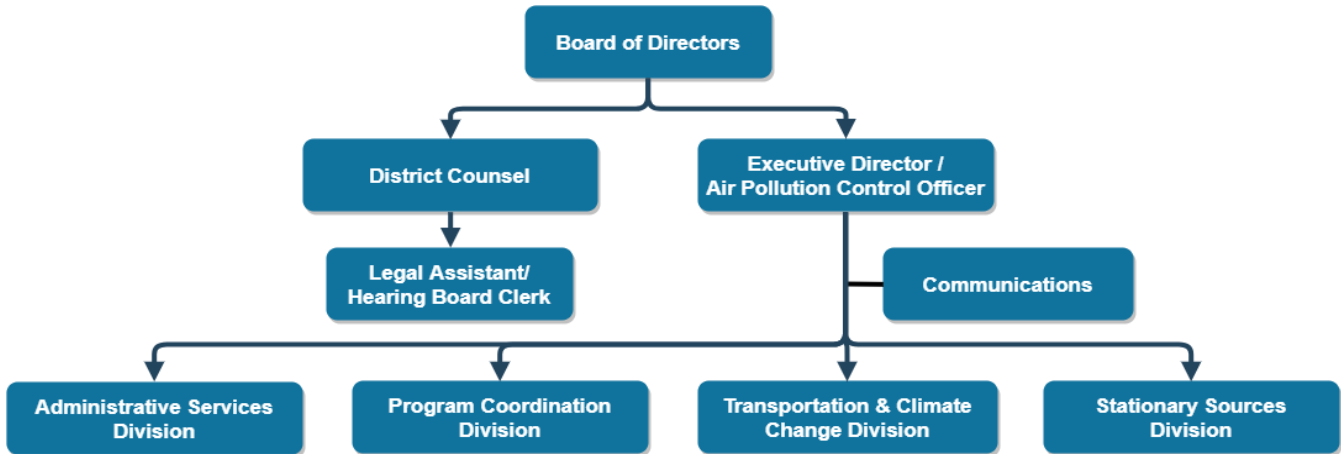 Board of Directors
District Counsel
Executive Director /
Air Pollution Control Officer
Legal Assistant/
Hearing Board Clerk
Communications
Administrative Services
Division
Program Coordination
Division
Transportation & Climate
Change Division
Stationary Sources
Division